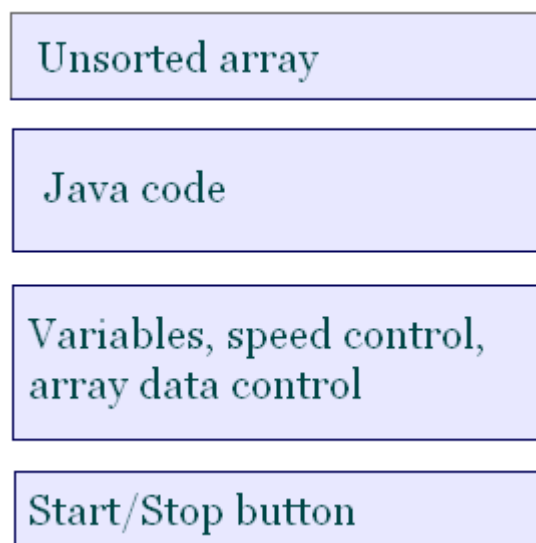 Unsorted array
Java code
Variables, speed control,
array data control
Start/Stop button